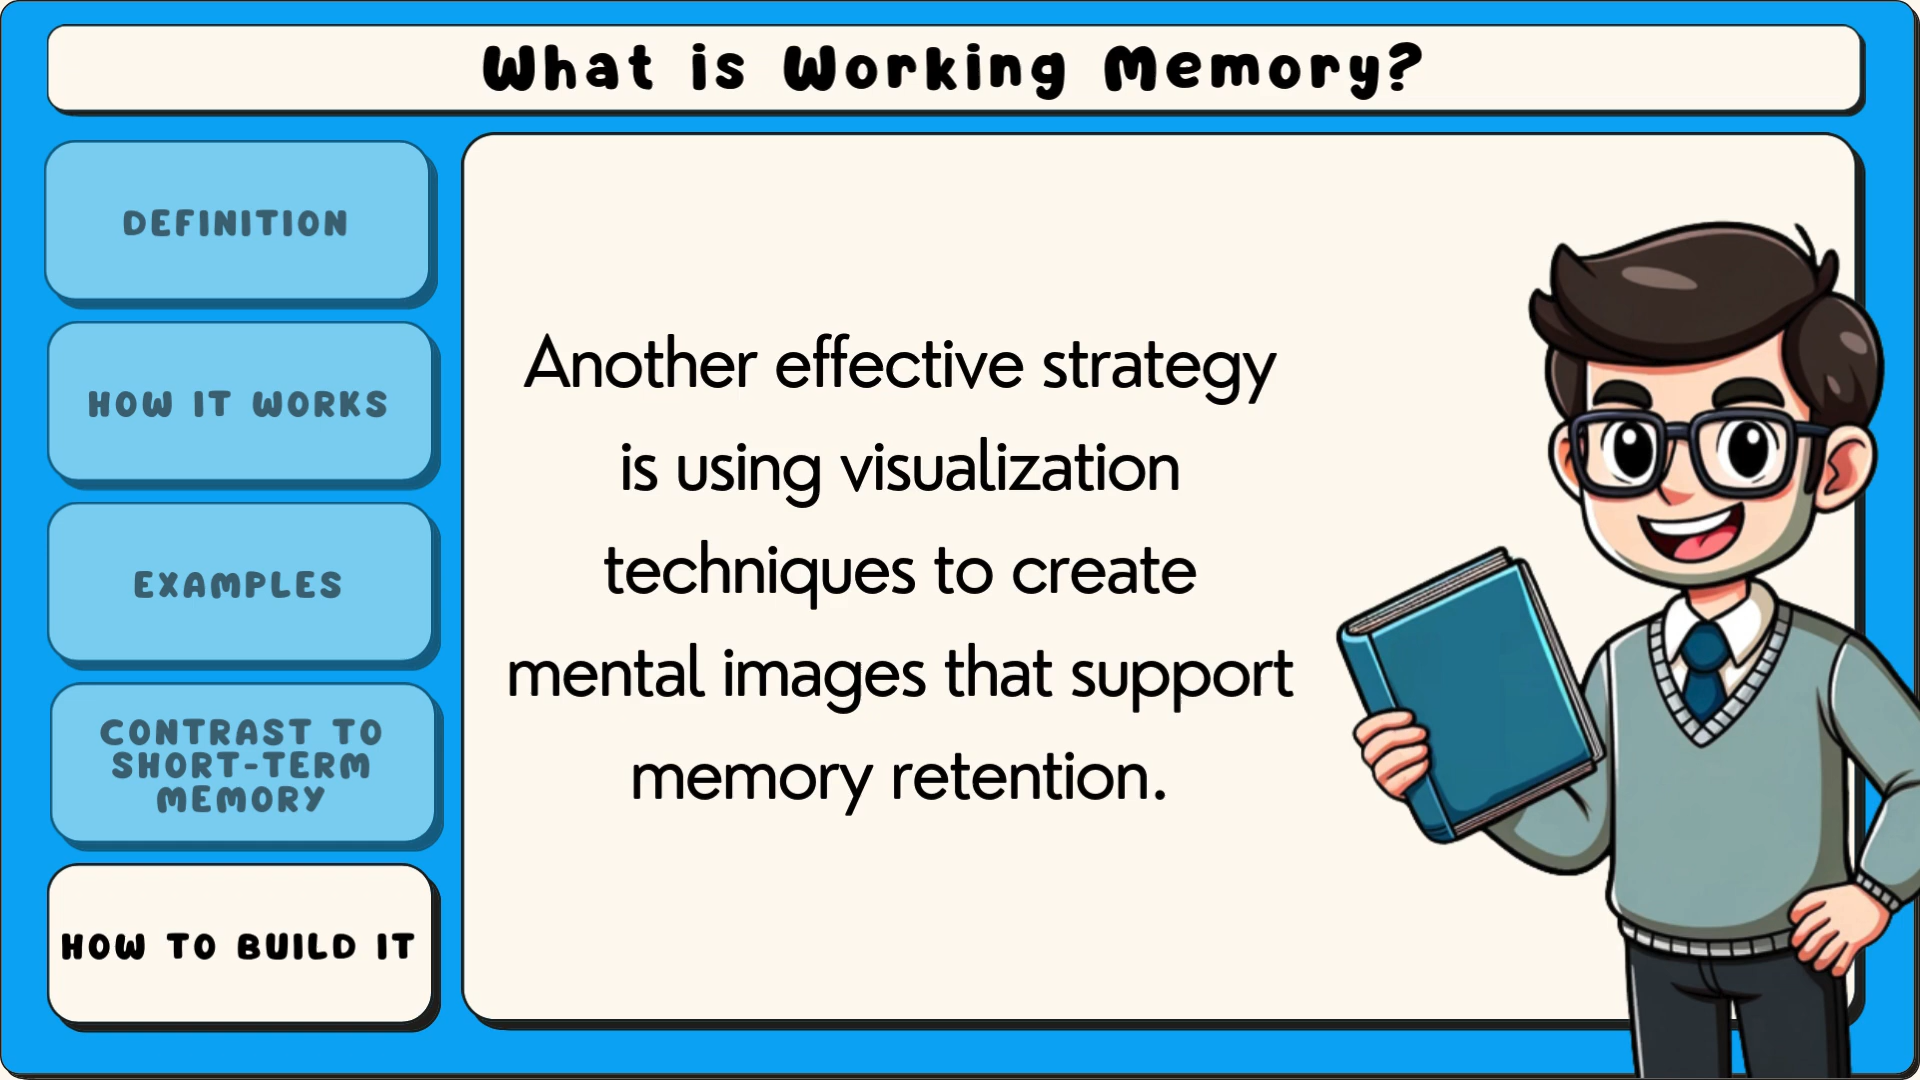 What is Working Memory?
DEFINITION
HOW IT WORKS
EXAMPLES
CONTRAST TO
SHORT-TERM
MEMORY
HOW TO BUILD IT
Another effective strategy
is using visualization
techniques to create
mental images that support
memory retention.